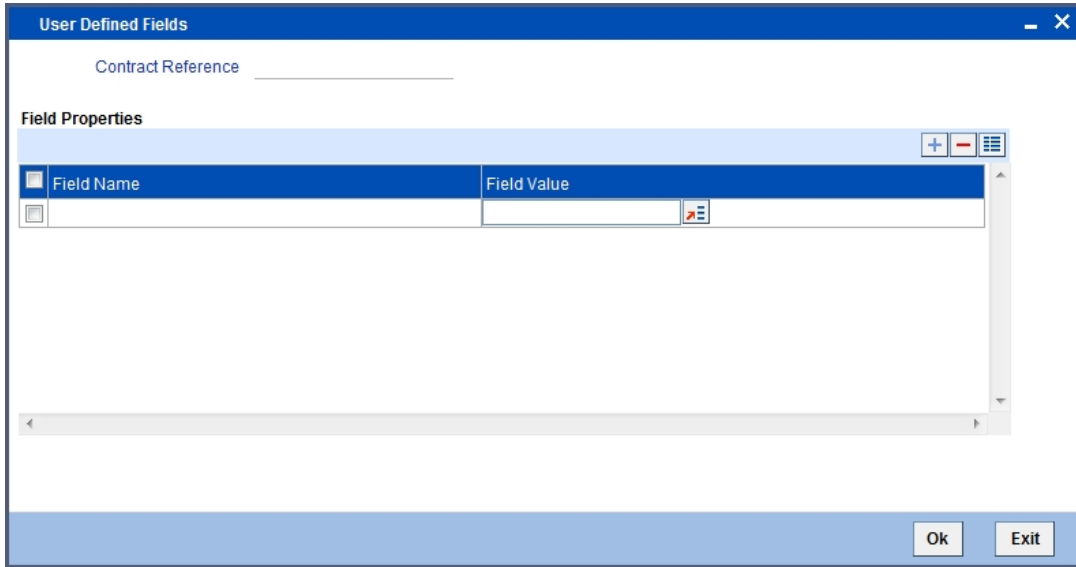 User Defined Fields
Contract Reference
Field Properties
Field Name Field Value
Ok Exit